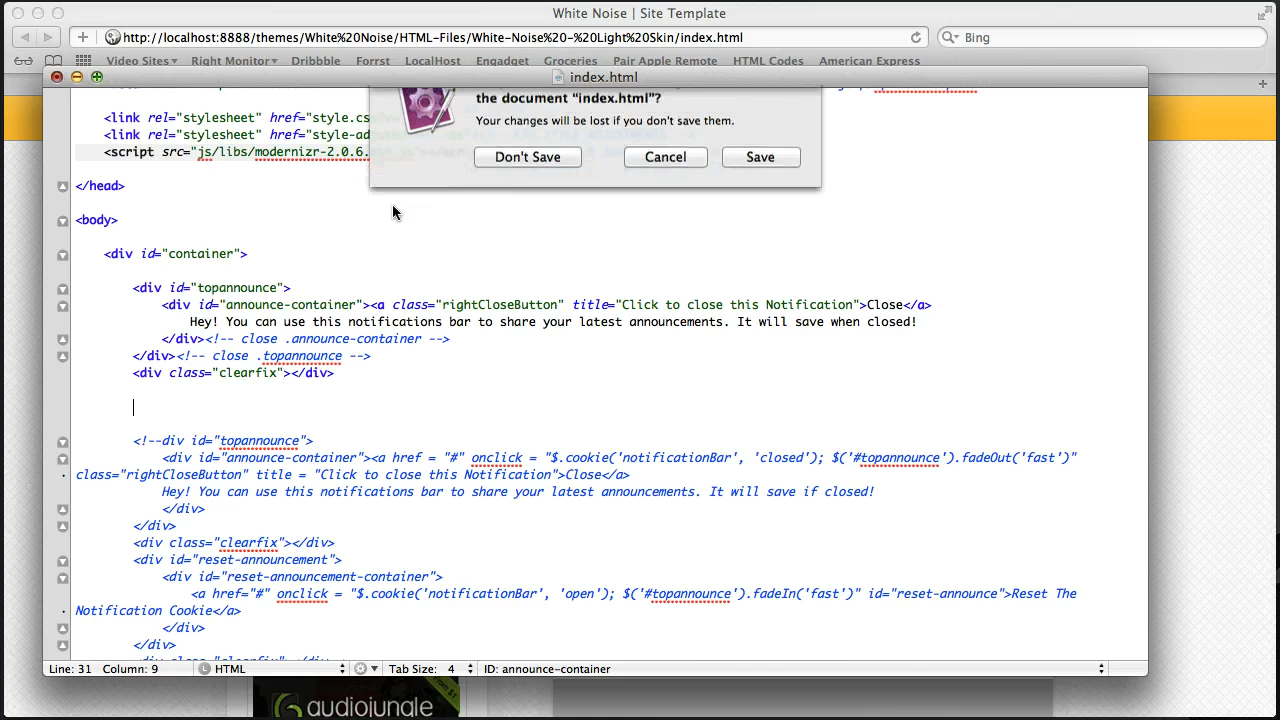 White Noise | Site Template
http://localhost:8888/themes/White%20Noise/HTML-Files/White-Noise%20-%20Light%20Skin/index.html
Bing
Video Sites Right Monitor Dribbble Forrst LocalHost Engadget Groceries Pair Apple Remote HTML Codes American Express
index.html
the document “index.html”?
Your changes will be lost if you don’t save them.
Don't Save Cancel Save
<link rel="stylesheet" href="style.cs
<link rel="stylesheet" href="style-ad
<script src="js/libs/modernizr-2.0.6.
</head>
<body>
<div id="container">
<div id="topannounce">
<div id="announce-container"><a class="rightCloseButton" title="Click to close this Notification">Close</a>
Hey! You can use this notifications bar to share your latest announcements. It will save when closed!
</div><!-- close .announce-container -->
</div><!-- close .topannounce -->
<div class="clearfix"></div>
<!--div id="topannounce">
<div id="announce-container"><a href = "#" onclick = "$.cookie('notificationBar', 'closed'); $('#topannounce').fadeOut('fast')"
class="rightCloseButton" title = "Click to close this Notification">Close</a>
Hey! You can use this notifications bar to share your latest announcements. It will save if closed!
</div>
</div>
<div class="clearfix"></div>
<div id="reset-announcement">
<div id="reset-announcement-container">
<a href="#" onclick = "$.cookie('notificationBar', 'open'); $('#topannounce').fadeIn('fast')" id="reset-announce">Reset The
Notification Cookie</a>
</div>
</div>
Line: 31 Column: 9 L HTML Tab Size: 4 ID: announce-container
audiojungle